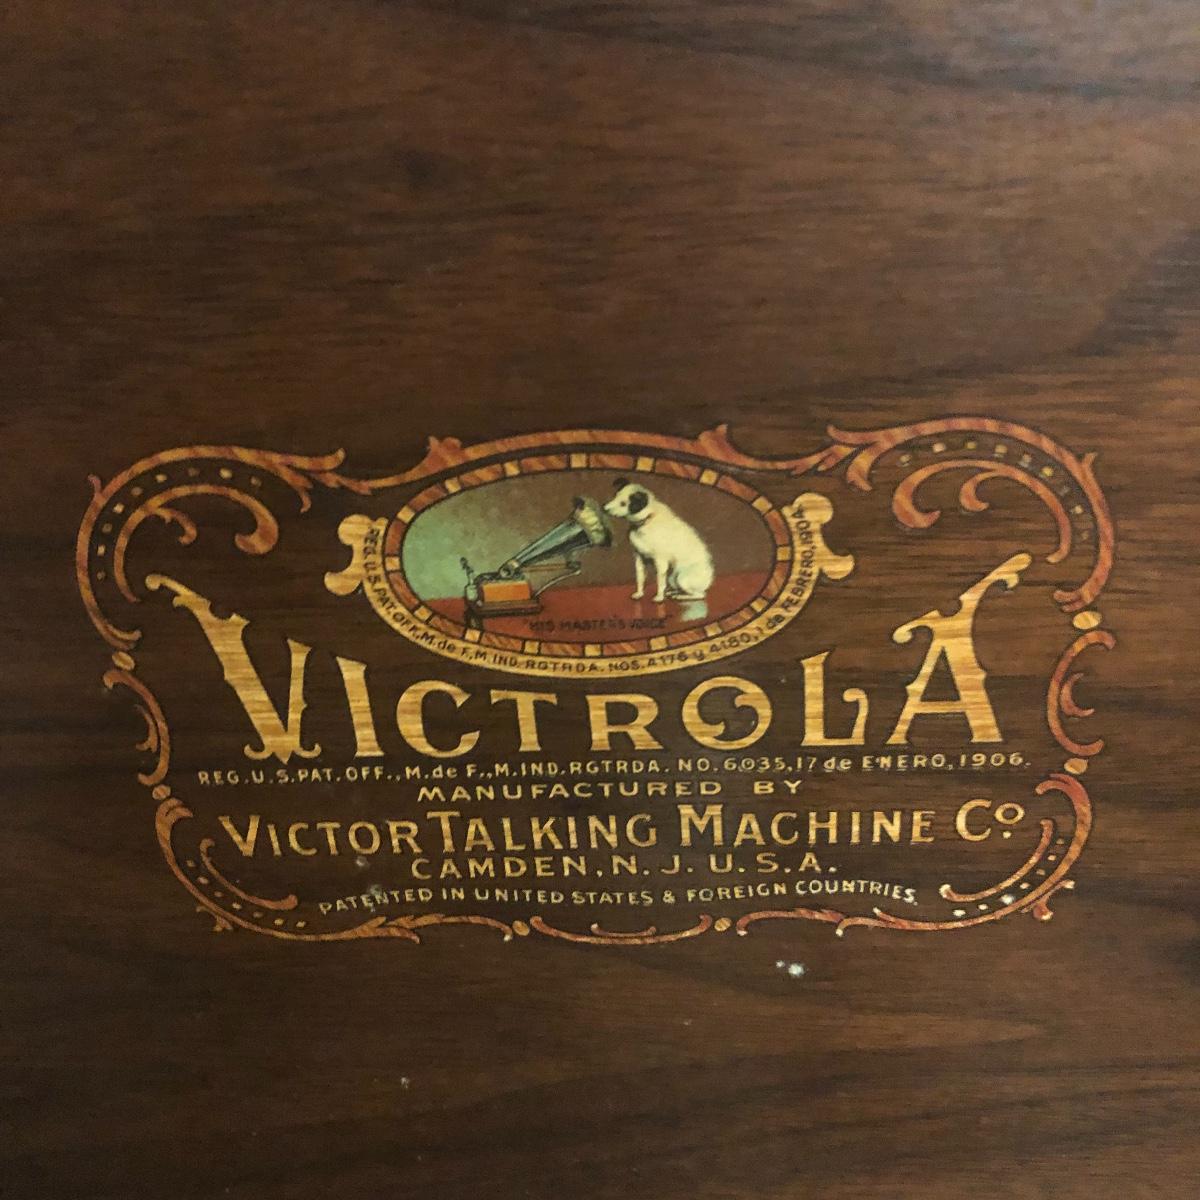 REG. U.S. PAT. OFF., M. de F., M. IND. RGTRDA. NOS. 4176 y 4180, 1 de FEBRERO, 1904.
"HIS MASTER'S VOICE"
VICTROLA
REG. U.S. PAT. OFF., M. de F., M. IND. RGTRDA. NO. 6035, 17 de ENERO, 1906.
MANUFACTURED BY
VICTOR TALKING MACHINE Co.
CAMDEN, N. J. U. S. A.
PATENTED IN UNITED STATES & FOREIGN COUNTRIES.